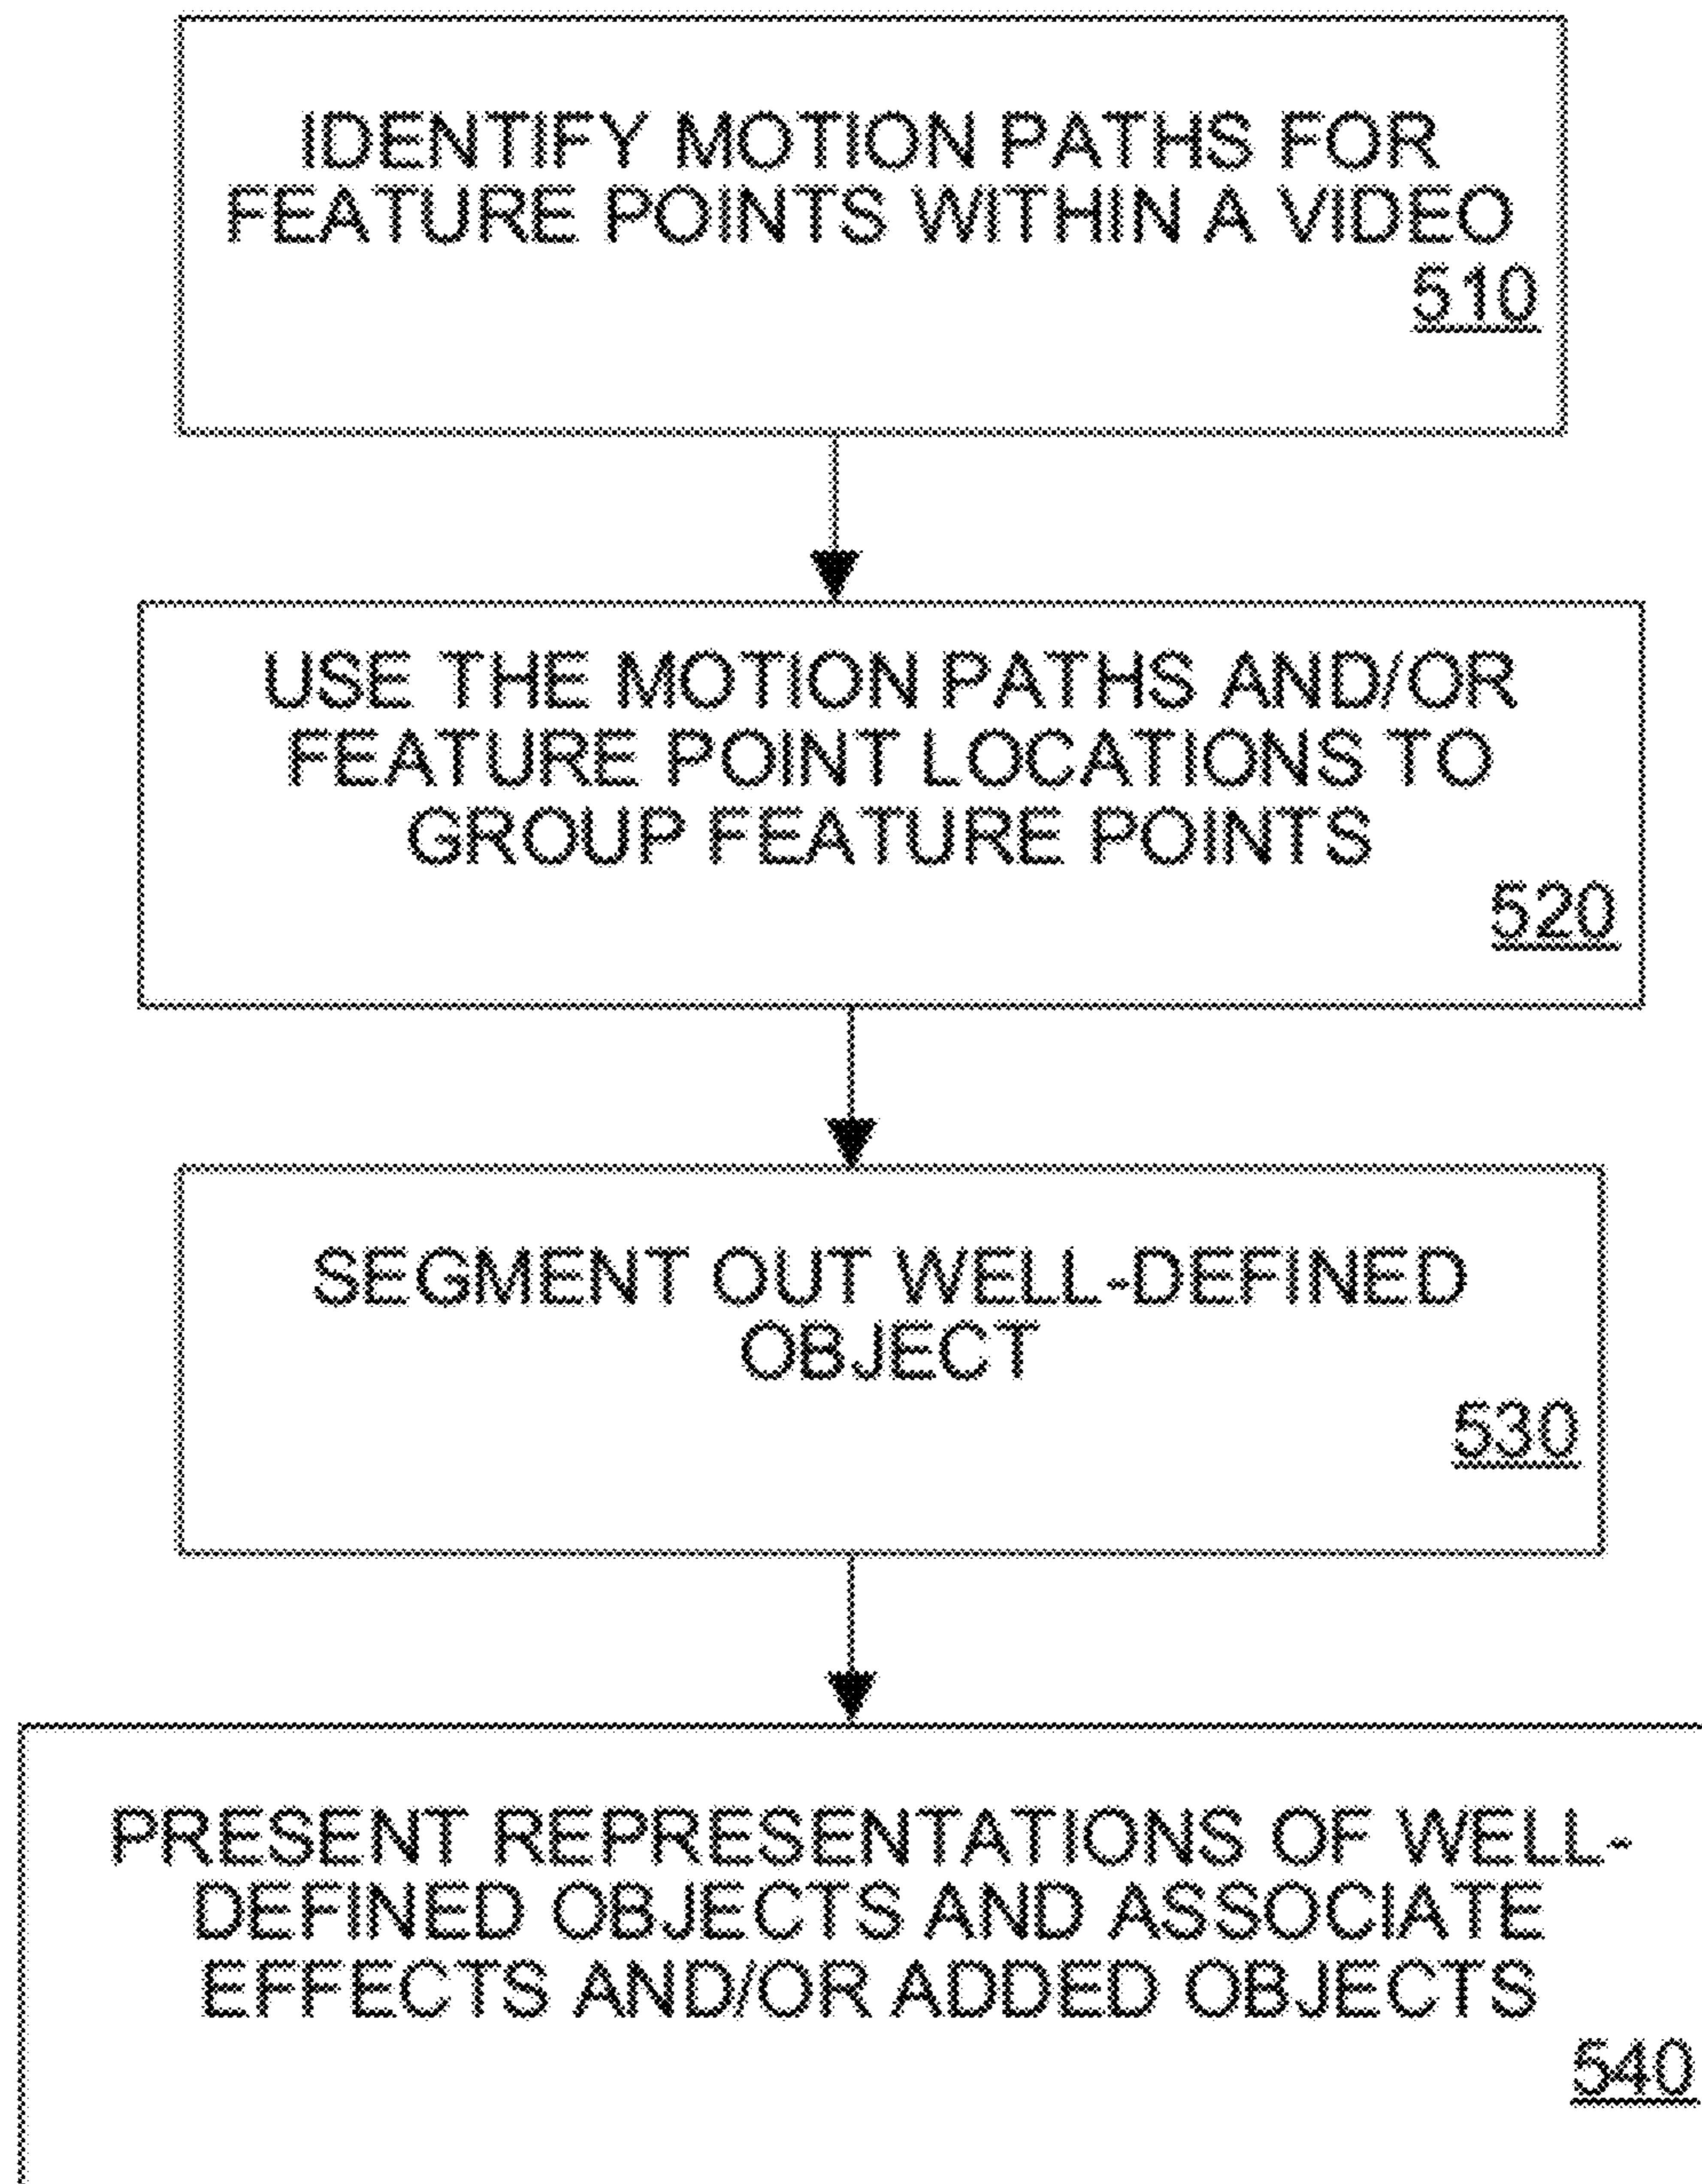 IDENTIFY MOTION PATHS FOR
FEATURE POINTS WITHIN A VIDEO
510
USE THE MOTION PATHS AND/OR
FEATURE POINT LOCATIONS TO
GROUP FEATURE POINTS
520
SEGMENT OUT WELL-DEFINED
OBJECT
530
PRESENT REPRESENTATIONS OF WELL-
DEFINED OBJECTS AND ASSOCIATE
EFFECTS AND/OR ADDED OBJECTS
540